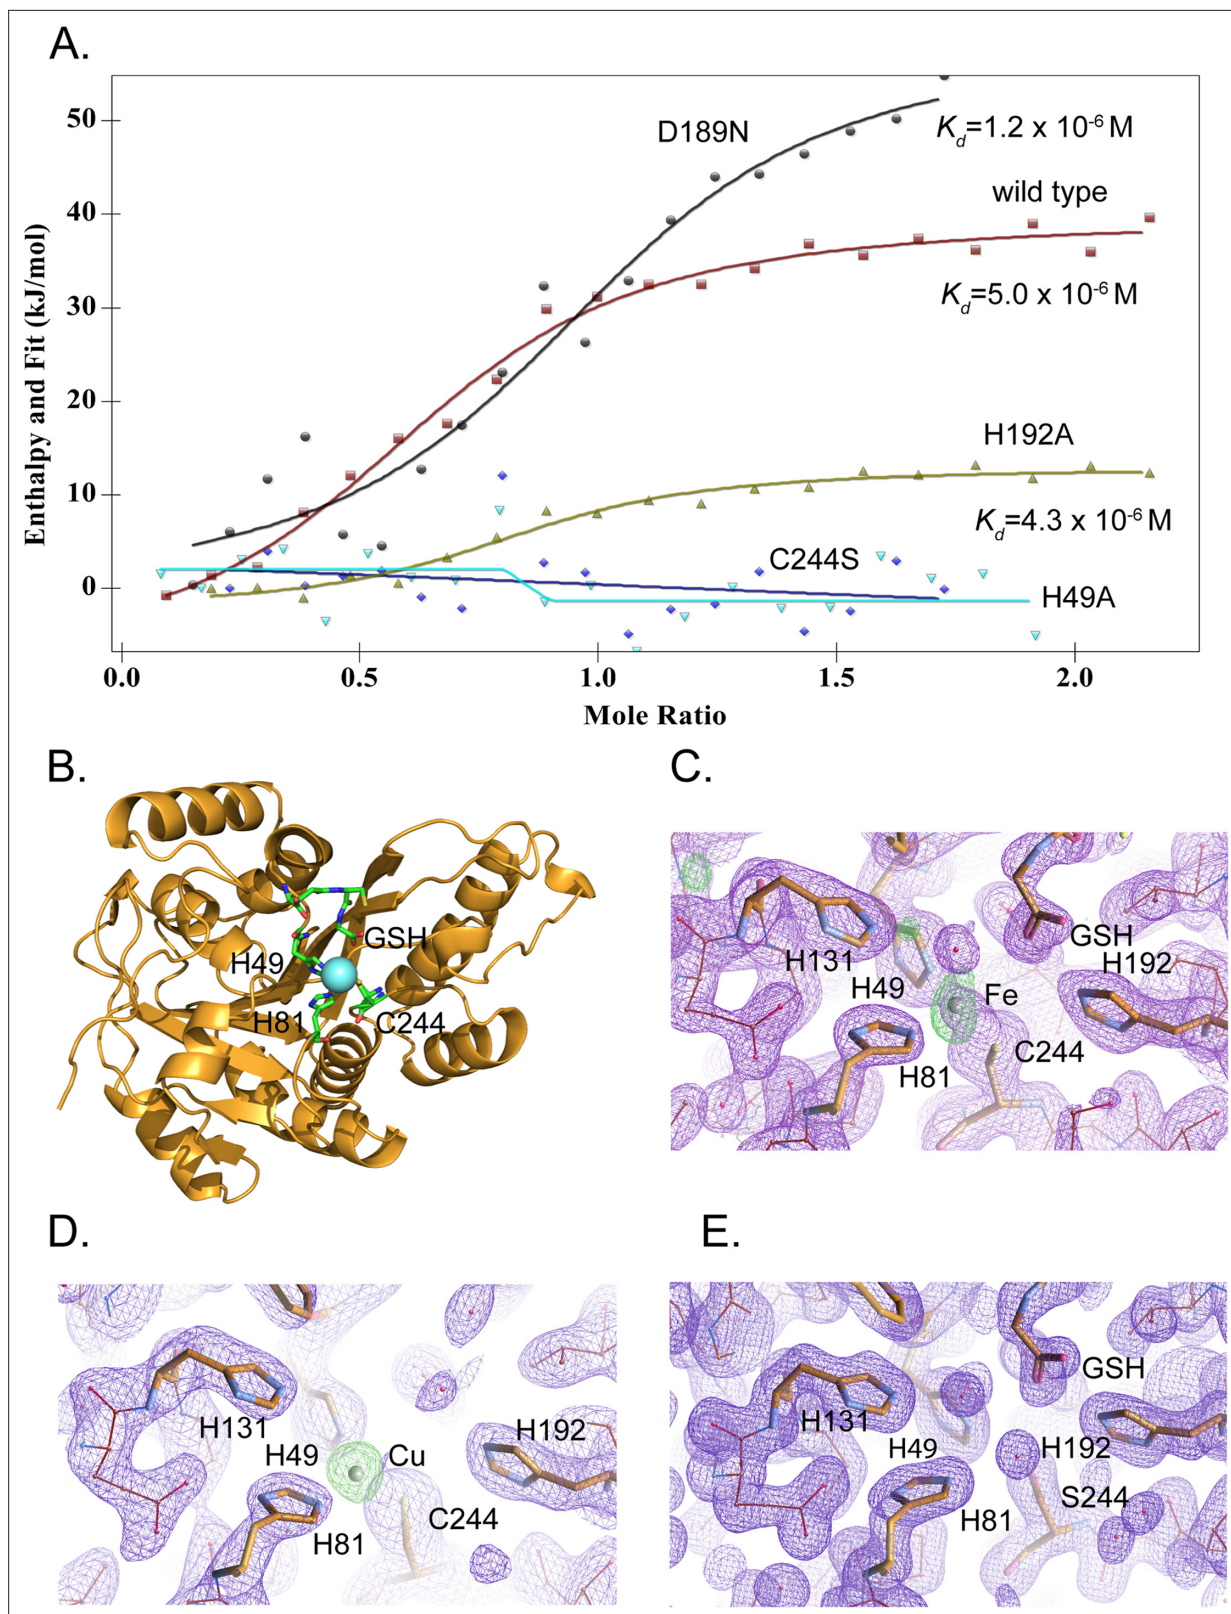 A.
D189N
K_d=1.2 x 10^-6 M
wild type
K_d=5.0 x 10^-6 M
H192A
K_d=4.3 x 10^-6 M
C244S
H49A
Enthalpy and Fit (kJ/mol)
50
40
30
20
10
0
0.0 0.5 1.0 1.5 2.0
Mole Ratio
B.
GSH
H49
H81
C244
C.
GSH
H131
H192
H49
Fe
C244
H81
D.
H131
H192
H49
Cu
C244
H81
E.
GSH
H131
H49
H192
S244
H81